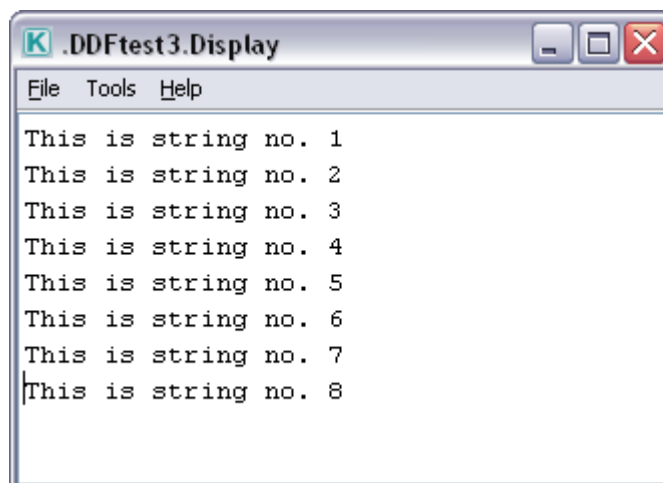 K .DDFtest3.Display
File Tools Help
This is string no. 1
This is string no. 2
This is string no. 3
This is string no. 4
This is string no. 5
This is string no. 6
This is string no. 7
This is string no. 8